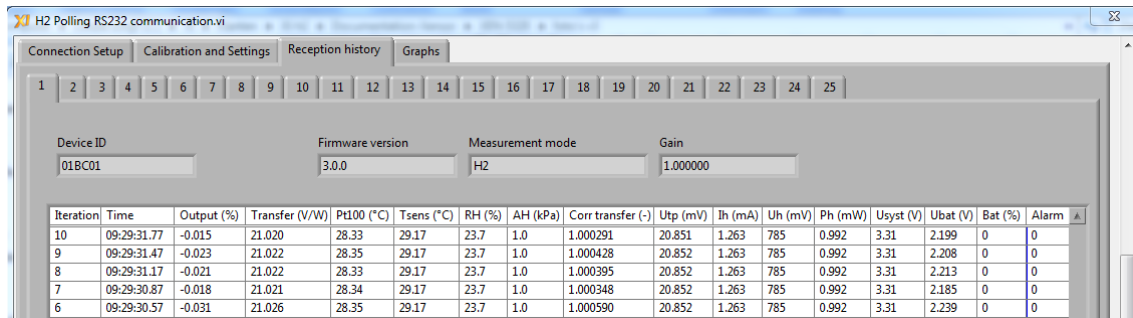 H2 Polling RS232 communication.vi
Connection Setup Calibration and Settings Reception history Graphs
1 2 3 4 5 6 7 8 9 10 11 12 13 14 15 16 17 18 19 20 21 22 23 24 25
Device ID Firmware version Measurement mode Gain
01BC01 3.0.0 H2 1.000000
Iteration Time Output (%) Transfer (V/W) Pt100 (°C) Tsens (°C) RH (%) AH (kPa) Corr transfer (-) Utp (mV) Ih (mA) Uh (mV) Ph (mW) Usyst (V) Ubat (V) Bat (%) Alarm
10 09:29:31.77 -0.015 21.020 28.33 29.17 23.7 1.0 1.000291 20.851 1.263 785 0.992 3.31 2.199 0 0
9 09:29:31.47 -0.023 21.022 28.35 29.17 23.7 1.0 1.000428 20.852 1.263 785 0.992 3.31 2.208 0 0
8 09:29:31.17 -0.021 21.022 28.33 29.17 23.7 1.0 1.000395 20.852 1.263 785 0.992 3.31 2.213 0 0
7 09:29:30.87 -0.018 21.021 28.34 29.17 23.7 1.0 1.000348 20.852 1.263 785 0.992 3.31 2.185 0 0
6 09:29:30.57 -0.031 21.026 28.35 29.17 23.7 1.0 1.000590 20.852 1.263 785 0.992 3.31 2.239 0 0